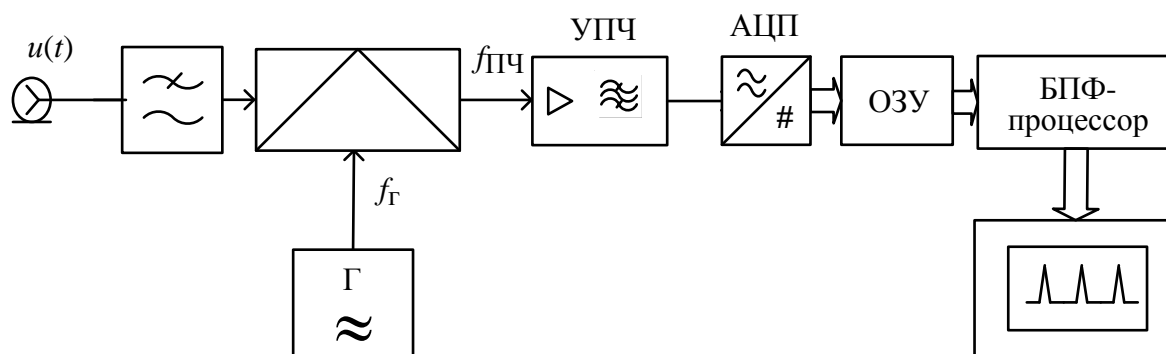 u(t)
fПЧ
УПЧ
АЦП
#
ОЗУ
БПФ-
процессор
fГ
Г